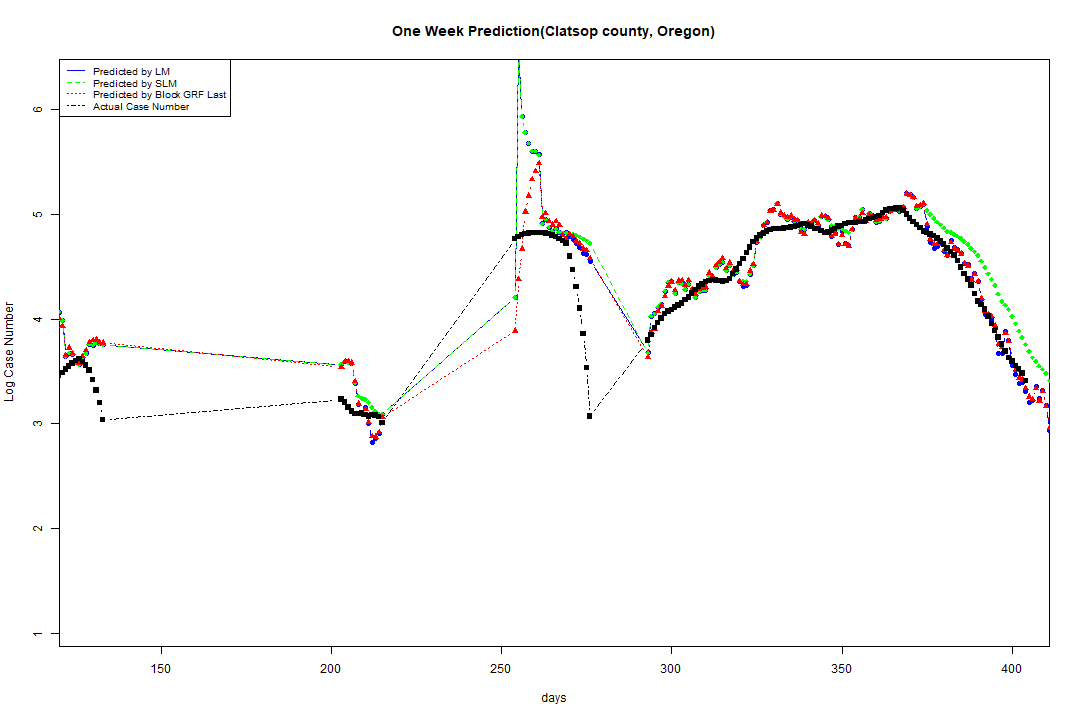 One Week Prediction(Clatsop county, Oregon)
Predicted by LM
Predicted by SLM
Predicted by Block GRF Last
Actual Case Number
6
5
4
3
2
1
Log Case Number
150 200 250 300 350 400
days